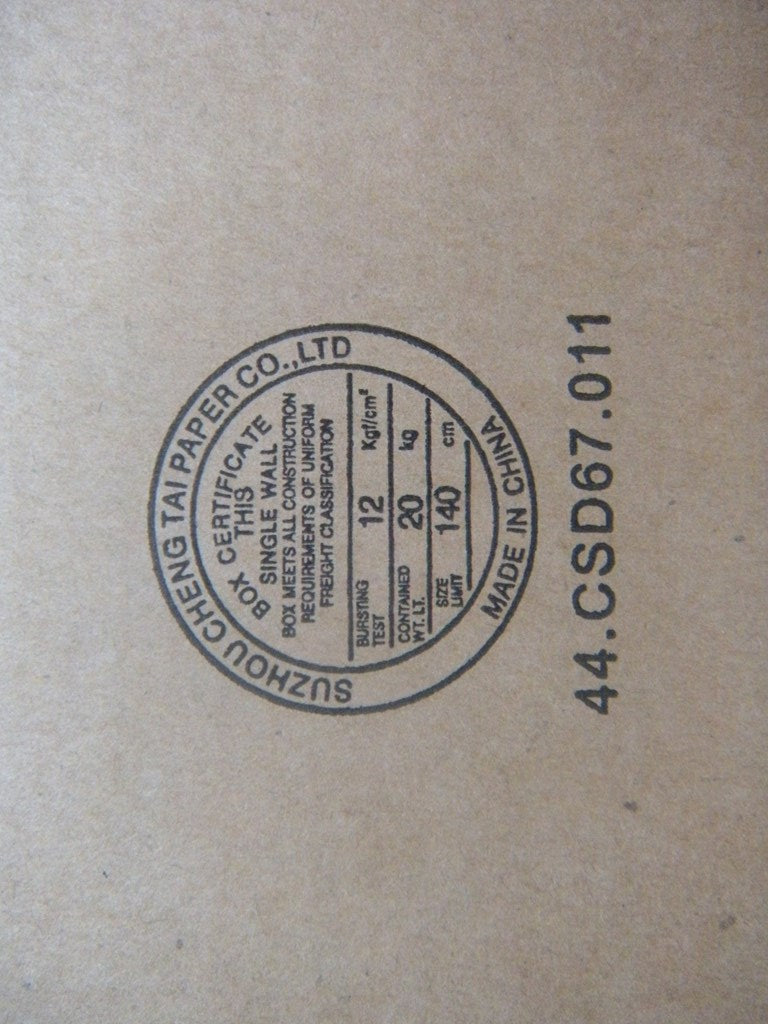 SUZHOU CHENG TAI PAPER CO.,LTD
BOX CERTIFICATE
THIS
SINGLE WALL
BOX MEETS ALL CONSTRUCTION
REQUIREMENTS OF UNIFORM
FREIGHT CLASSIFICATION
BURSTING TEST 12 Kgf/cm²
CONTAINED WT. LT. 20 kg
SIZE LIMIT 140 cm
MADE IN CHINA
44.CSD67.011